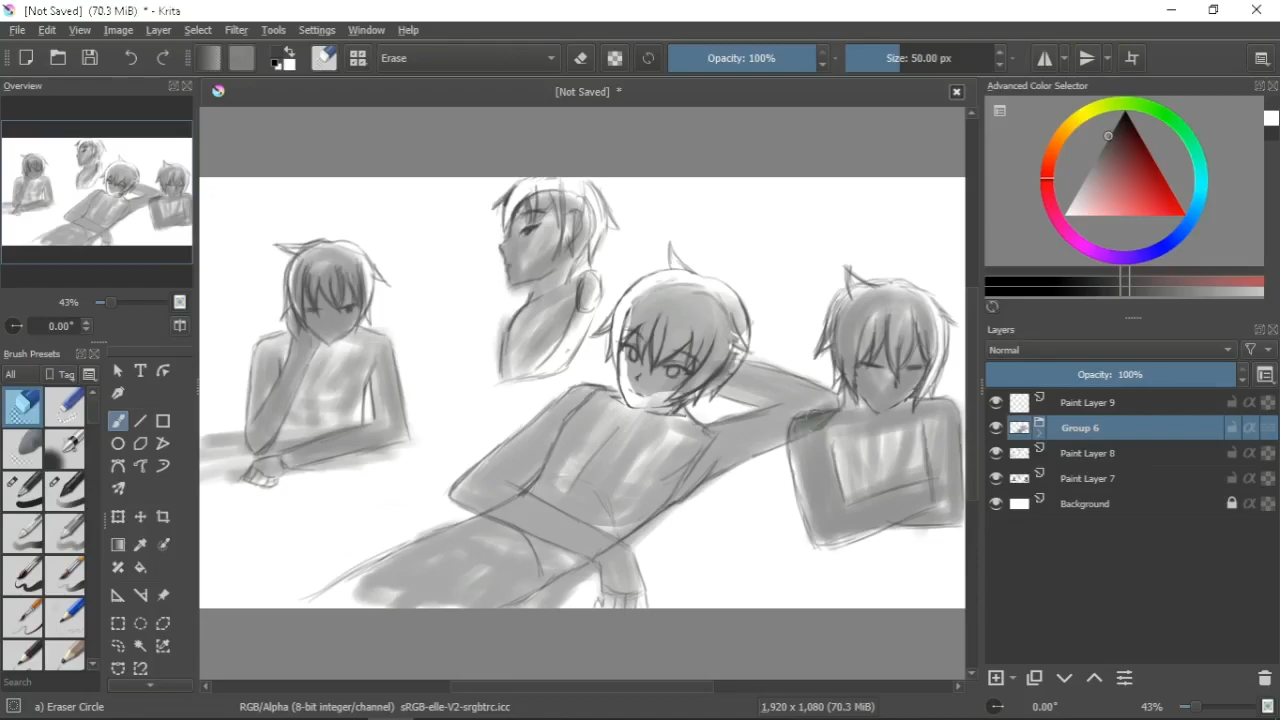 [Not Saved]  (70.3 MiB)  * - Krita
File Edit View Image Layer Select Filter Tools Settings Window Help
Erase Opacity: 100% Size: 50.00 px
Overview
[Not Saved]  *
Advanced Color Selector
43%
0.00°
Brush Presets
All Tag
Search
Layers
Normal
Opacity:  100%
Paint Layer 9
Group 6
Paint Layer 8
Paint Layer 7
Background
a) Eraser Circle RGB/Alpha (8-bit integer/channel)  sRGB-elle-V2-srgbtrc.icc 1,920 x 1,080 (70.3 MiB) 0.00° 43%